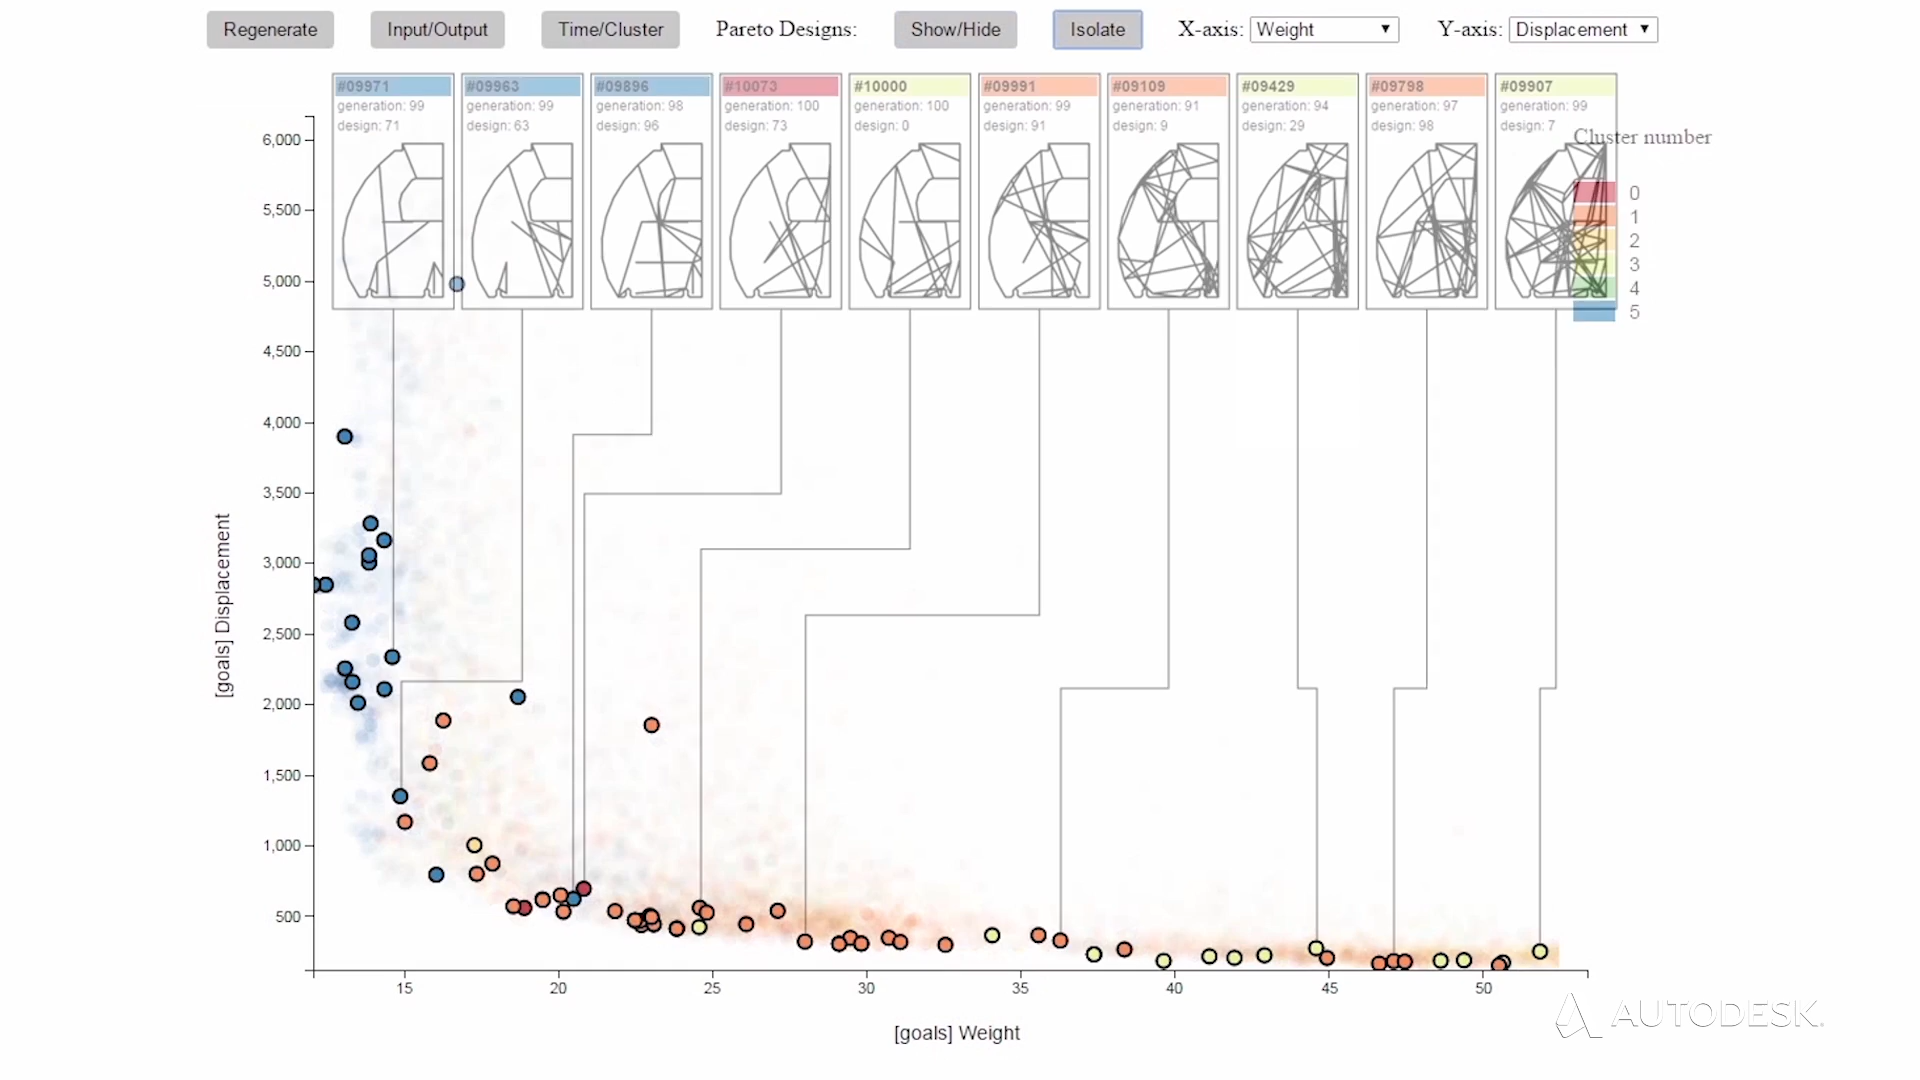 Regenerate Input/Output Time/Cluster Pareto Designs: Show/Hide Isolate X-axis: Weight Y-axis: Displacement
#09971 #09963 #09896 #10073 #10000 #09991 #09109 #09429 #09798 #09907
generation: 99 generation: 99 generation: 98 generation: 100 generation: 100 generation: 99 generation: 91 generation: 94 generation: 97 generation: 99
design: 71 design: 63 design: 96 design: 73 design: 0 design: 91 design: 9 design: 29 design: 98 design: 7
Cluster number
0
1
2
3
4
5
6,000
5,500
5,000
4,500
4,000
3,500
3,000
2,500
2,000
1,500
1,000
500
[goals] Displacement
15 20 25 30 35 40 45 50
[goals] Weight
AUTODESK.